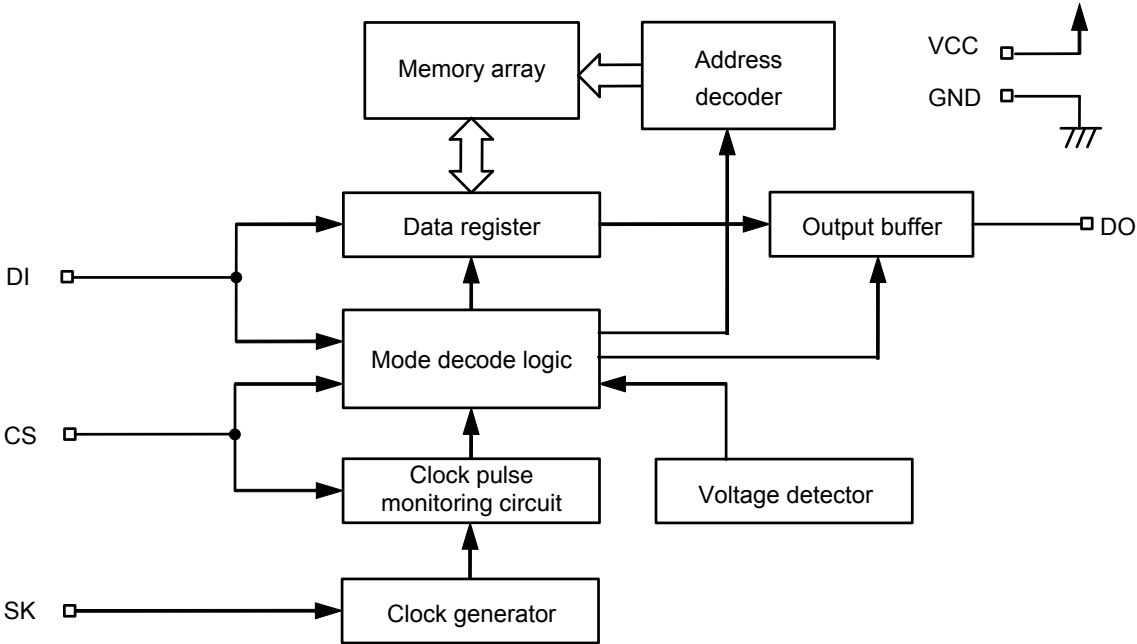 Memory array
Address
decoder
VCC
GND
Data register
Output buffer
DO
DI
Mode decode logic
CS
Clock pulse
monitoring circuit
Voltage detector
SK
Clock generator